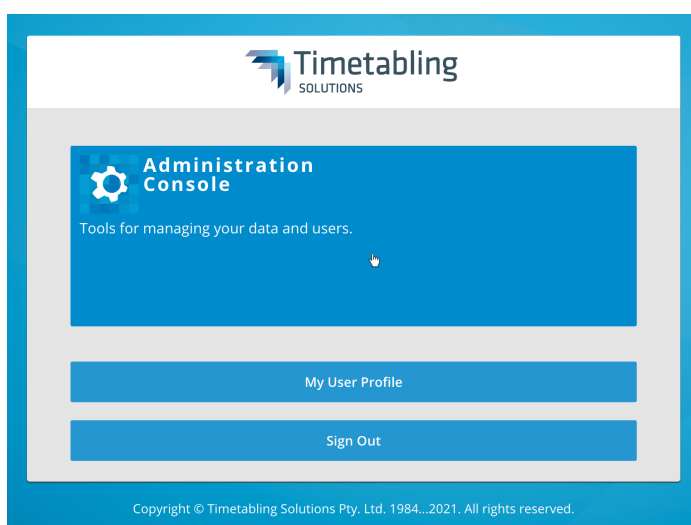 Timetabling
SOLUTIONS
Administration
Console
Tools for managing your data and users.
My User Profile
Sign Out
Copyright © Timetabling Solutions Pty. Ltd. 1984...2021. All rights reserved.